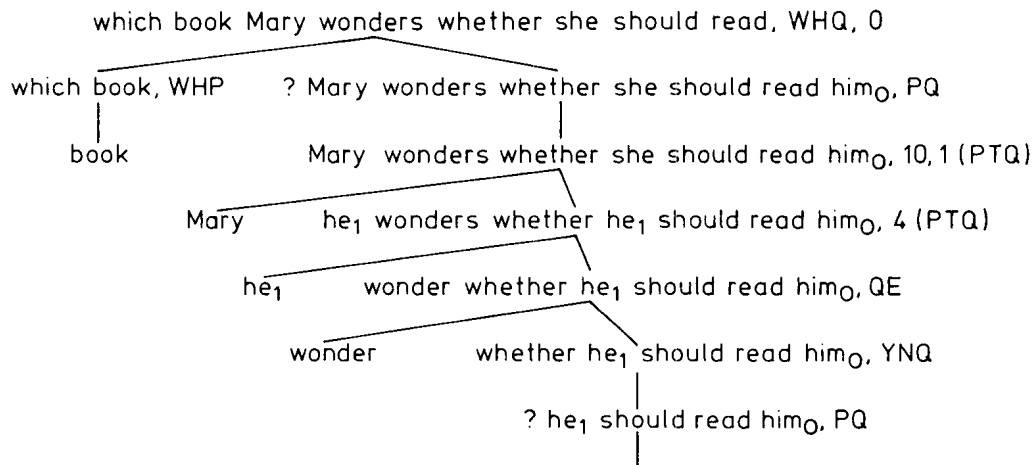 which book Mary wonders whether she should read, WHQ, 0
which book, WHP ? Mary wonders whether she should read him₀, PQ
book Mary wonders whether she should read him₀, 10, 1 (PTQ)
Mary he₁ wonders whether he₁ should read him₀, 4 (PTQ)
he₁ wonder whether he₁ should read him₀, QE
wonder whether he₁ should read him₀, YNQ
? he₁ should read him₀, PQ